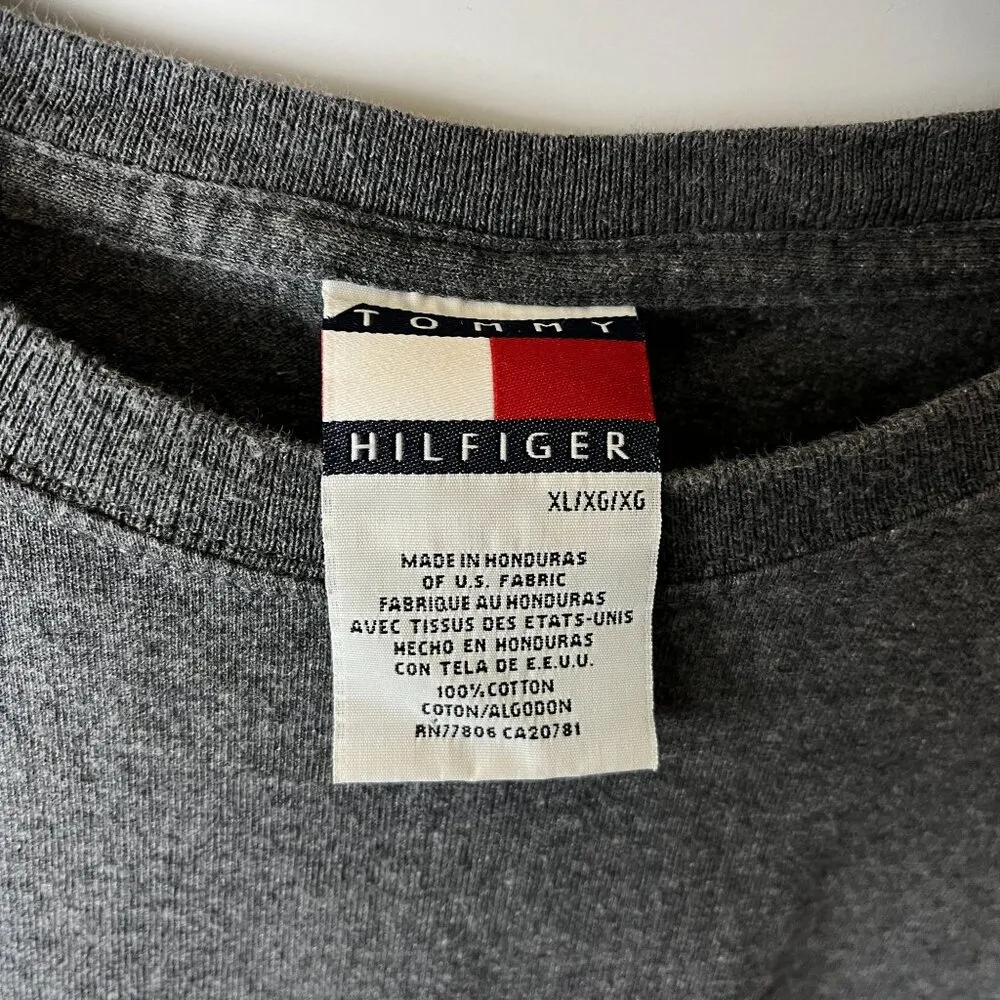 TOMMY
HILFIGER
XL/XG/XG
MADE IN HONDURAS
OF U.S. FABRIC
FABRIQUE AU HONDURAS
AVEC TISSUS DES ETATS-UNIS
HECHO EN HONDURAS
CON TELA DE E.E.U.U.
100% COTTON
COTON/ALGODON
RN77806 CA20781